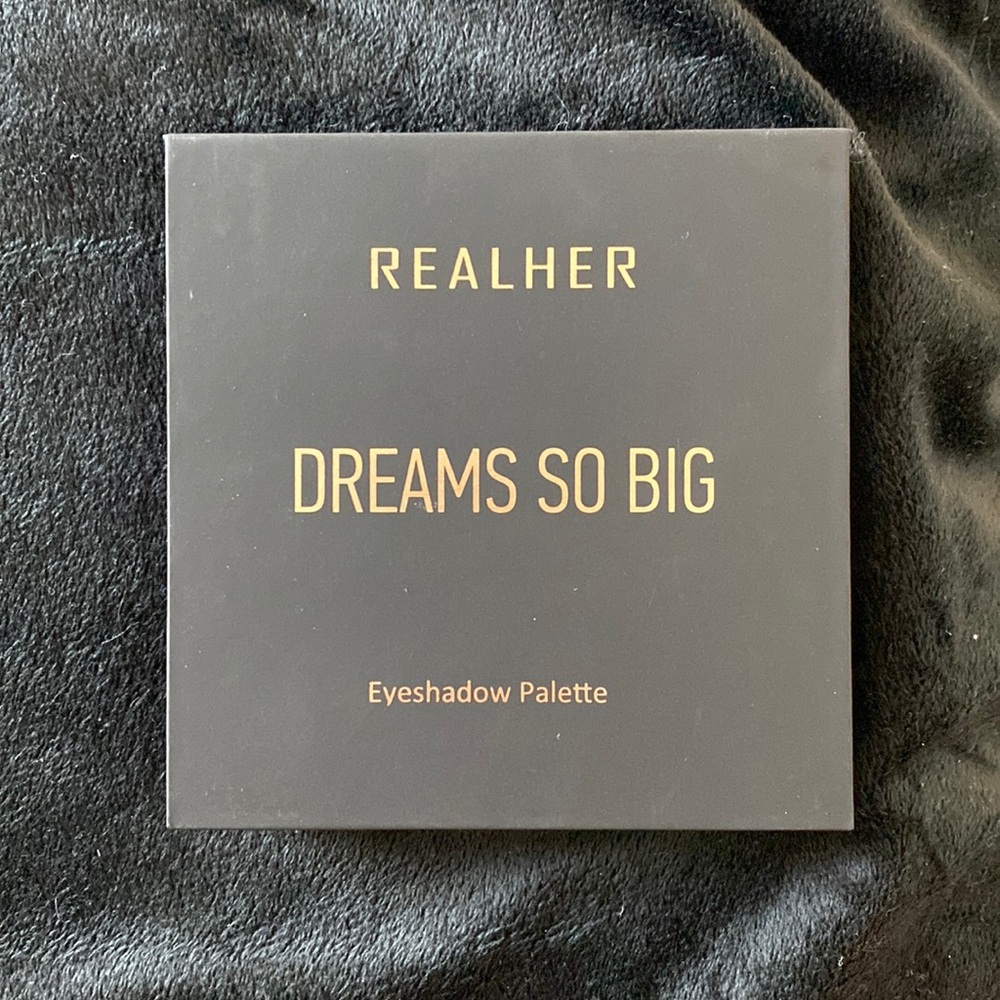 REALHER
DREAMS SO BIG
Eyeshadow Palette